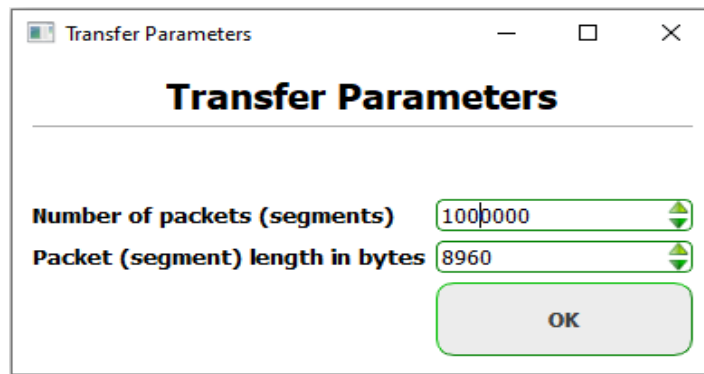 Transfer Parameters
Transfer Parameters
Number of packets (segments) 1000000
Packet (segment) length in bytes 8960
OK